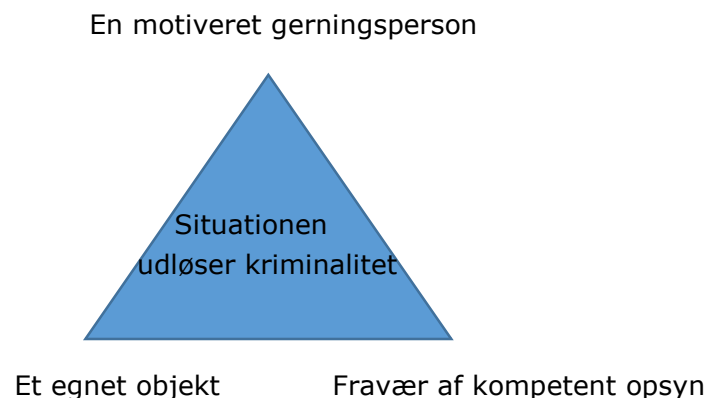 En motiveret gerningsperson
Situationen
udløser kriminalitet
Et egnet objekt
Fravær af kompetent opsyn